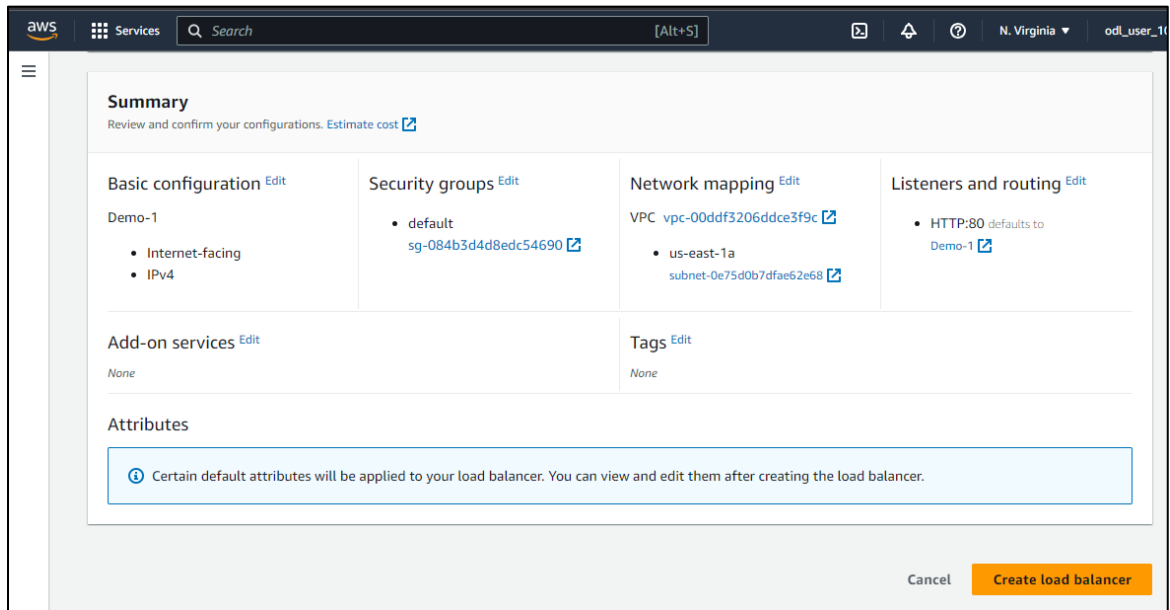 aws
Services
Search
[Alt+S]
N. Virginia ▼
odl_user_10
Summary
Review and confirm your configurations. Estimate cost
Basic configuration Edit
Demo-1
• Internet-facing
• IPv4
Security groups Edit
• default
sg-084b3d4d8edc54690
Network mapping Edit
VPC vpc-00ddf3206ddce3f9c
• us-east-1a
subnet-0e75d0b7dfae62e68
Listeners and routing Edit
• HTTP:80 defaults to
Demo-1
Add-on services Edit
None
Tags Edit
None
Attributes
Certain default attributes will be applied to your load balancer. You can view and edit them after creating the load balancer.
Cancel
Create load balancer